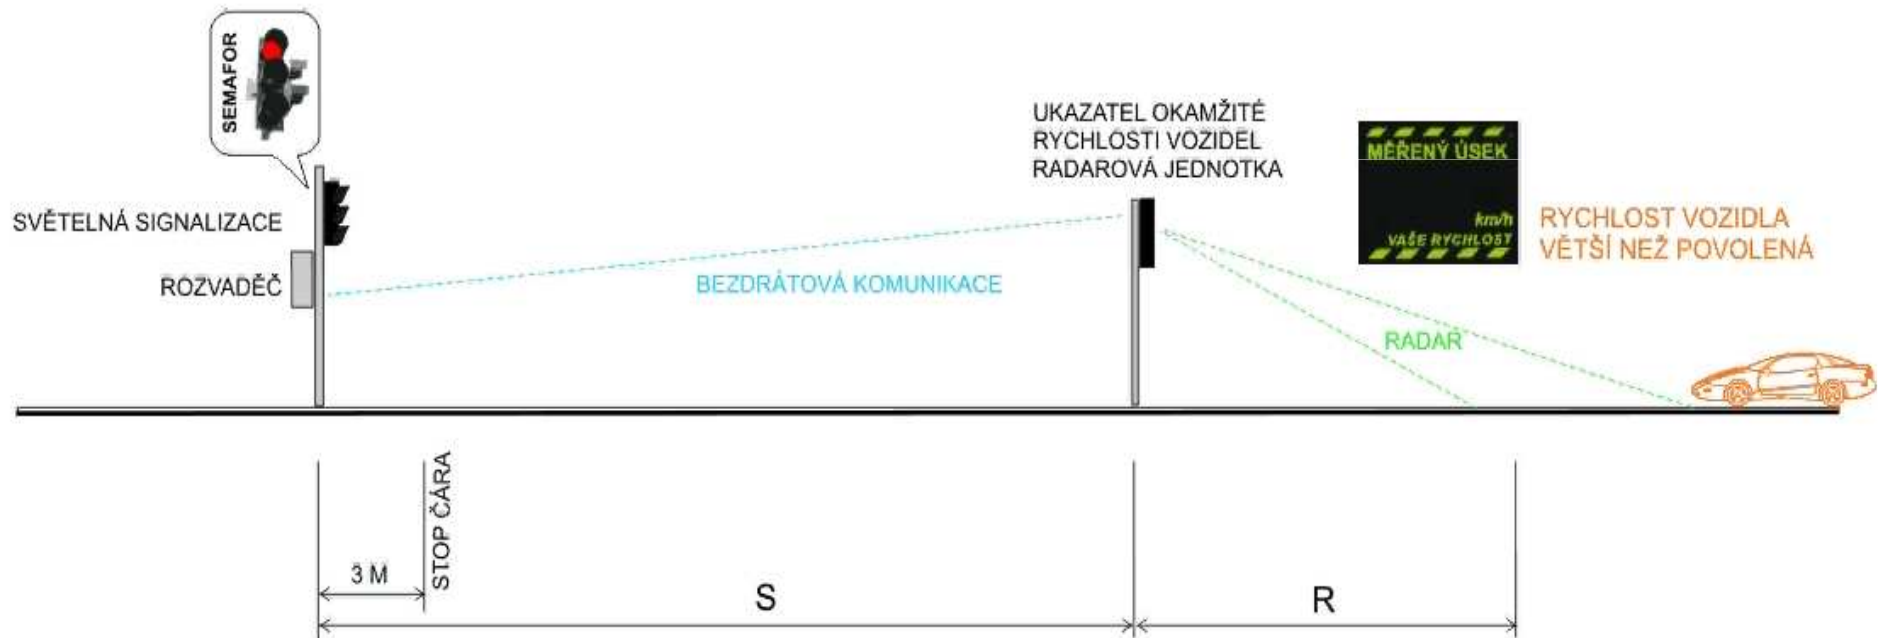 SEMAFOR
SVĚTELNÁ SIGNALIZACE
ROZVADĚČ
BEZDRÁTOVÁ KOMUNIKACE
UKAZATEL OKAMŽITÉ
RYCHLOSTI VOZIDEL
RADAROVÁ JEDNOTKA
MĚŘENÝ ÚSEK
km/h
VAŠE RYCHLOST
RYCHLOST VOZIDLA
VĚTŠÍ NEŽ POVOLENÁ
RADAR
3 M
STOP ČÁRA
S
R